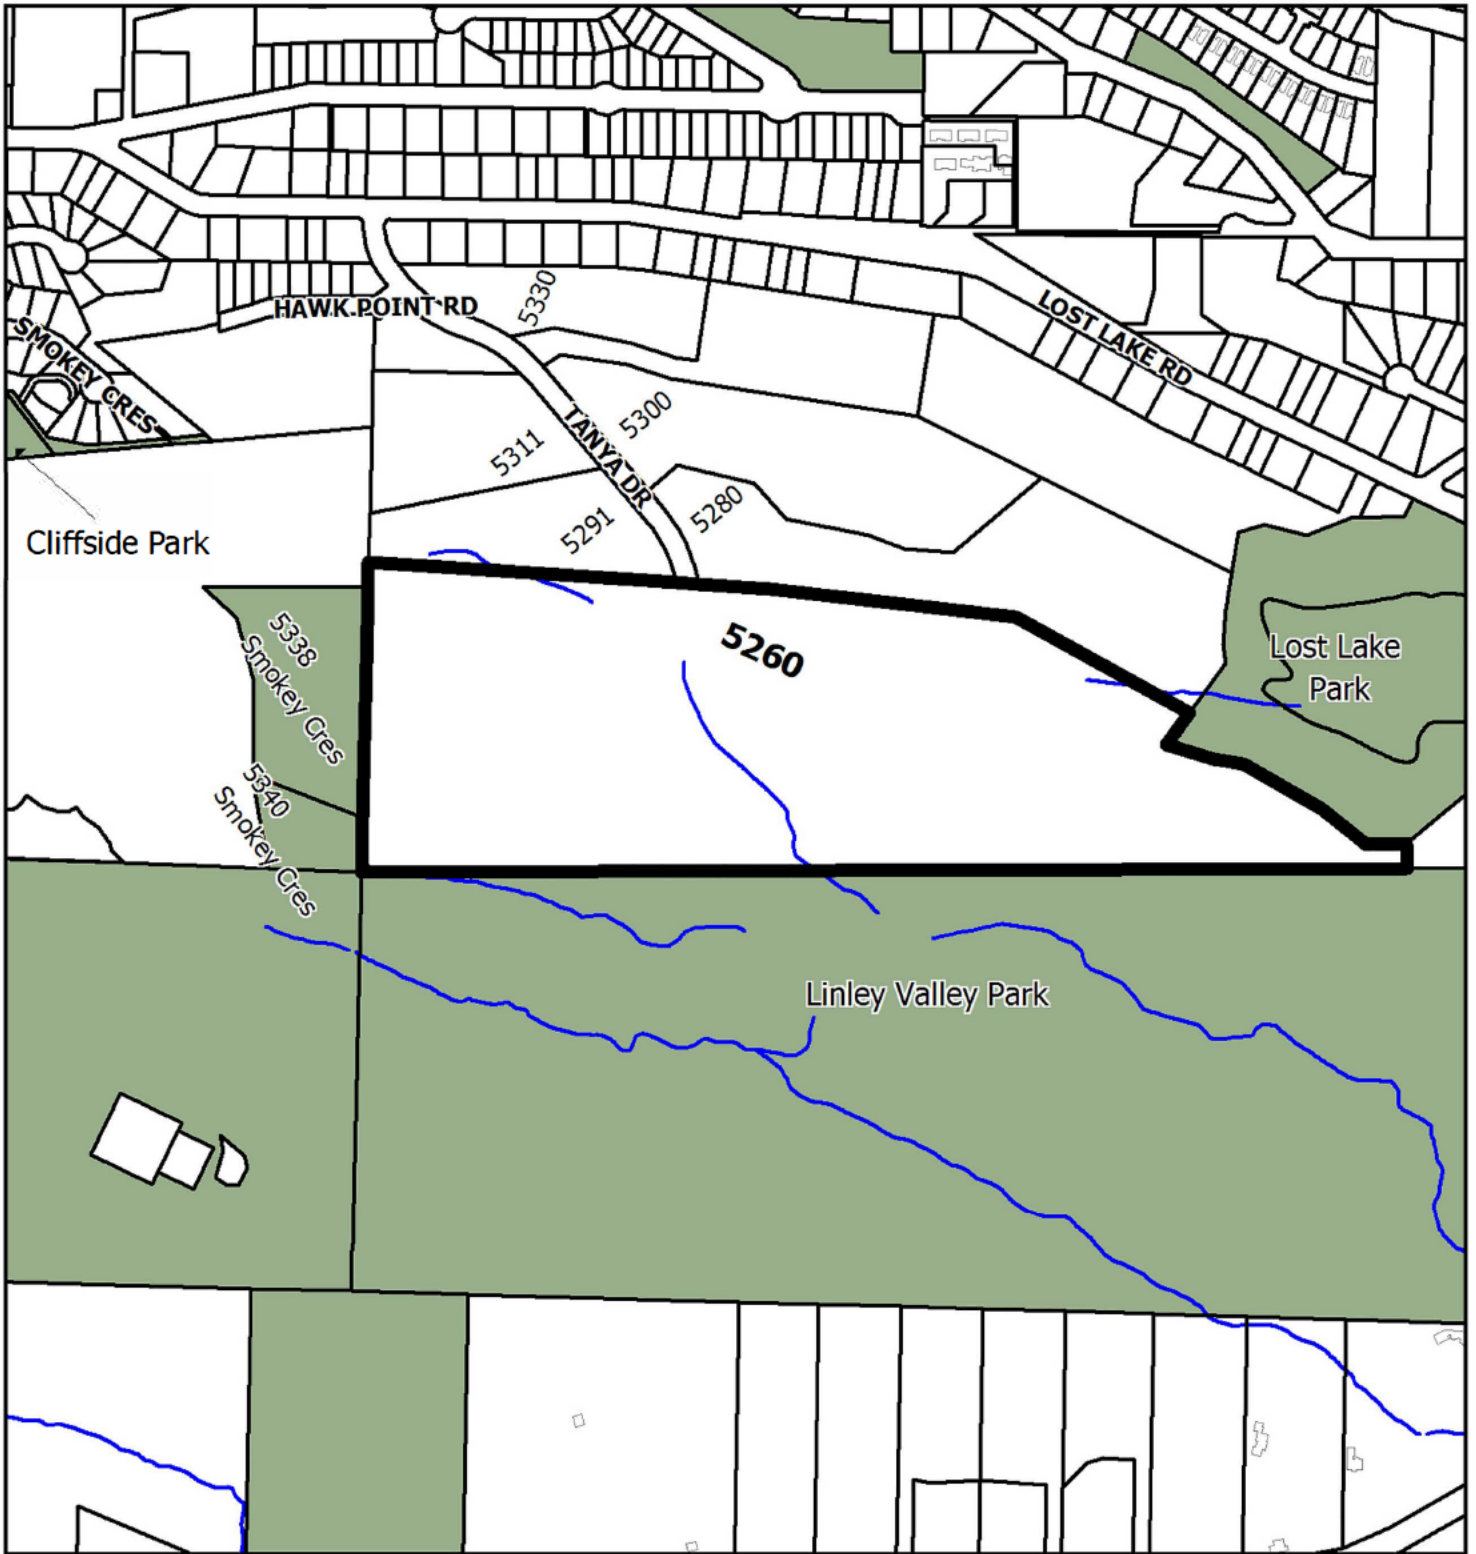 HAWK POINT RD
5330
LOST LAKE RD
SMOKEY CRES
TANYA DR
5300
5311
5280
5291
Cliffside Park
5338
Smokey Cres
5260
Lost Lake
Park
5340
Smokey Cres
Linley Valley Park